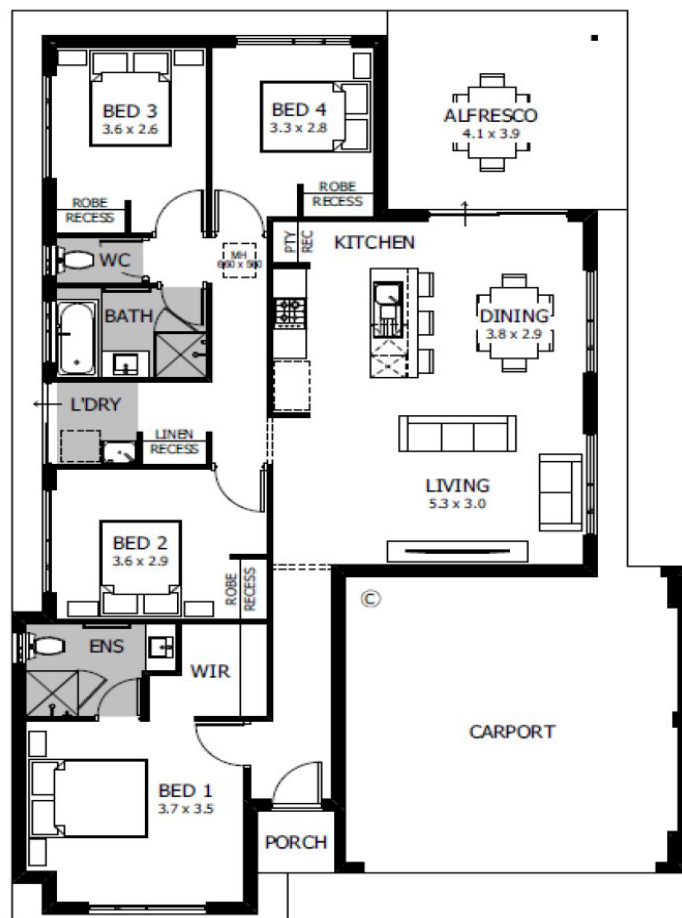 BED 3
3.6 x 2.6
BED 4
3.3 x 2.8
ALFRESCO
4.1 x 3.9
ROBE
RECESS
ROBE
RECESS
WC
MH
PTY
REC
KITCHEN
BATH
DINING
3.8 x 2.9
L'DRY
LINEN
RECESS
LIVING
5.3 x 3.0
BED 2
3.6 x 2.9
ROBE
RECESS
©
ENS
WIR
CARPORT
BED 1
3.7 x 3.5
PORCH